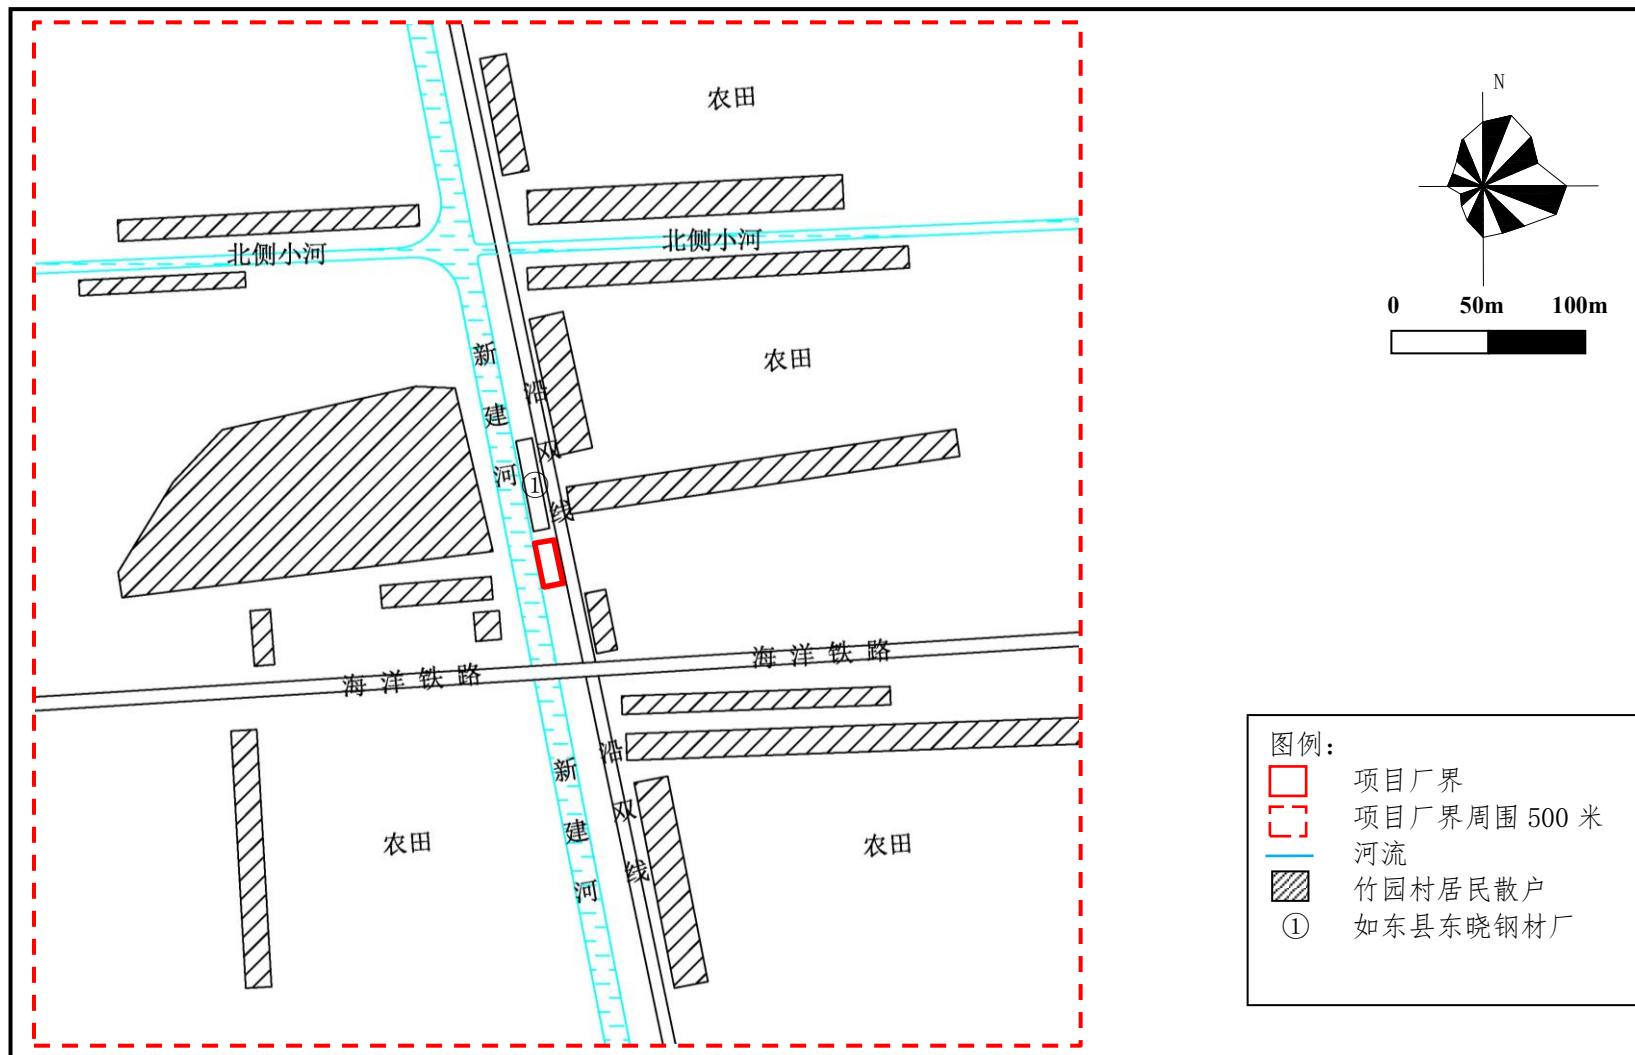 N
农田
北侧小河
北侧小河
0 50m 100m
新建河
沿双线
农田
①
海洋铁路
海洋铁路
新建河
沿双线
农田
农田
图例：
项目厂界
项目厂界周围 500 米
河流
竹园村居民散户
① 如东县东晓钢材厂